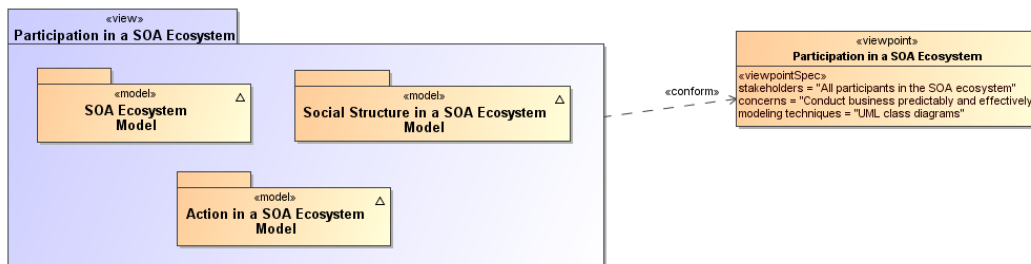 «view»
Participation in a SOA Ecosystem
«model»
SOA Ecosystem
Model
«model»
Social Structure in a SOA Ecosystem
Model
«model»
Action in a SOA Ecosystem
Model
«conform»
«viewpoint»
Participation in a SOA Ecosystem
«viewpointSpec»
stakeholders = "All participants in the SOA ecosystem"
concerns = "Conduct business predictably and effectively
modeling techniques = "UML class diagrams"